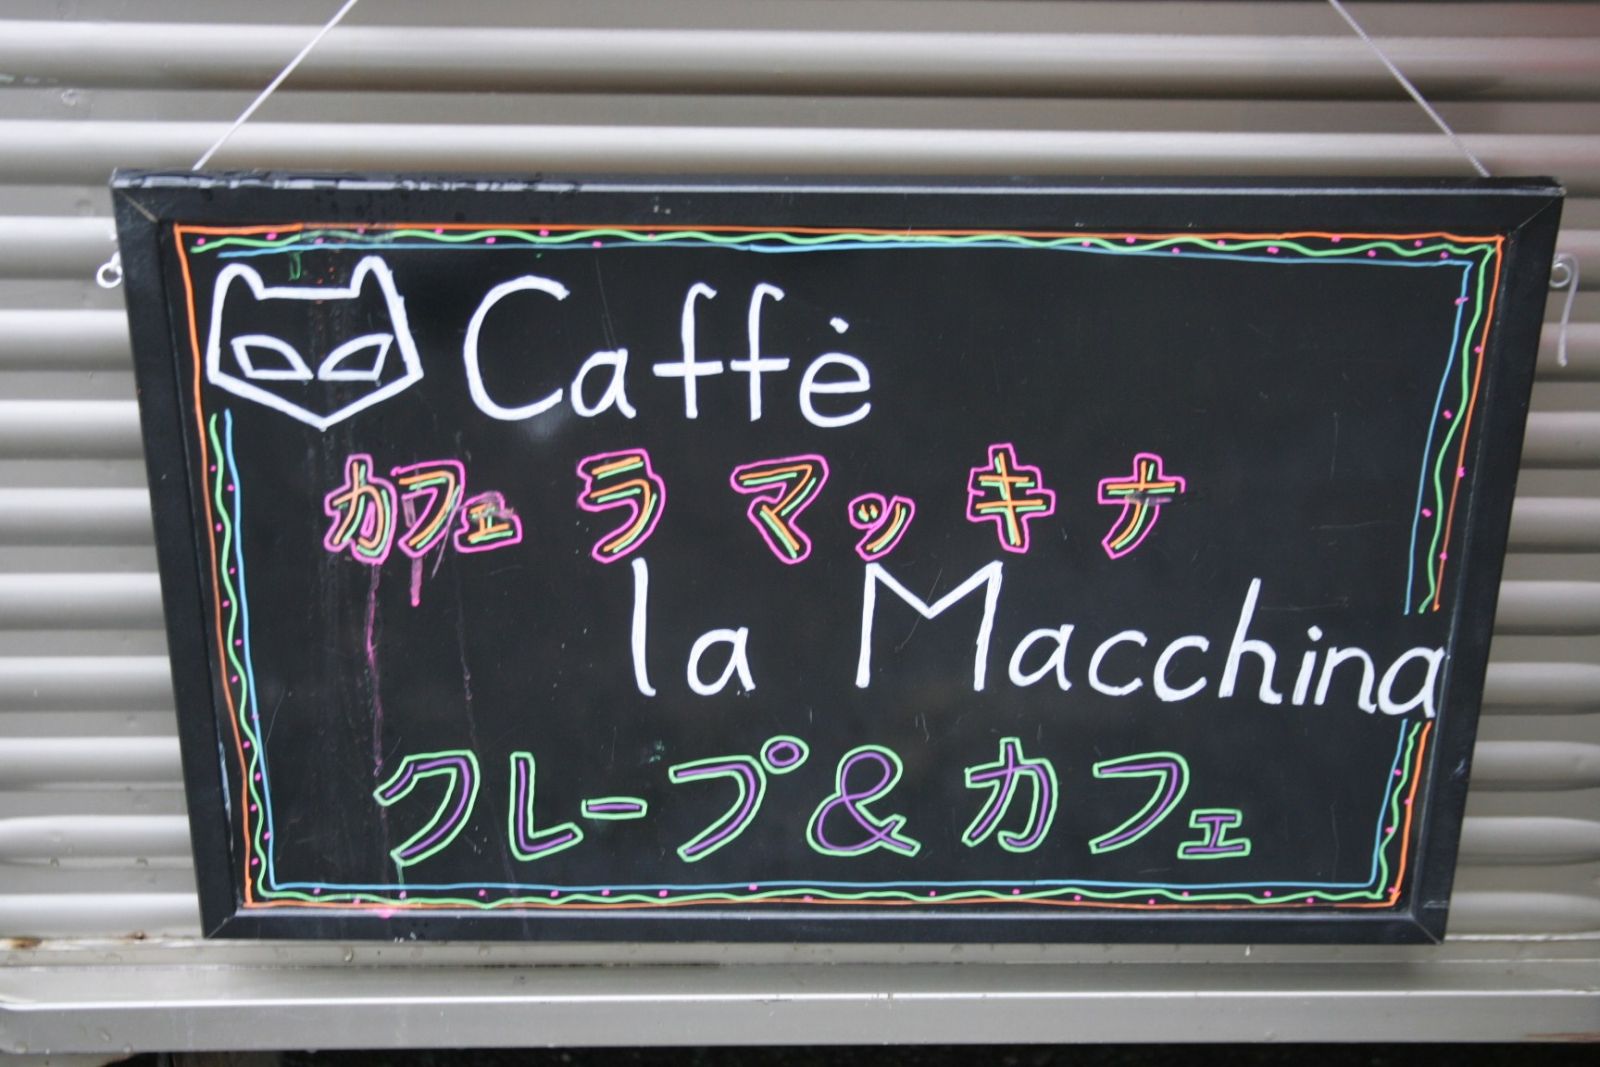 Caffè
カフェ ラ マッキナ
la Macchina
クレープ&カフェ